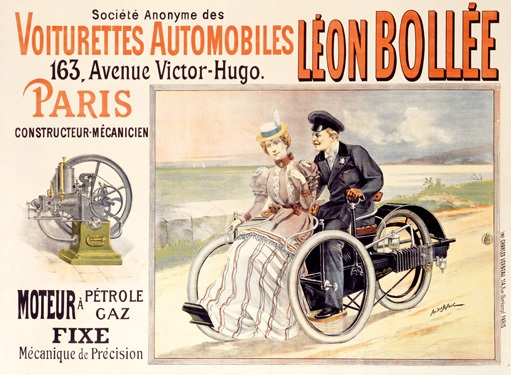 Société Anonyme des
VOITURETTES AUTOMOBILES
LÉON BOLLÉE
163, Avenue Victor-Hugo.
PARIS
CONSTRUCTEUR-MÉCANICIEN
MOTEUR À PÉTROLE
GAZ
FIXE
Mécanique de Précision